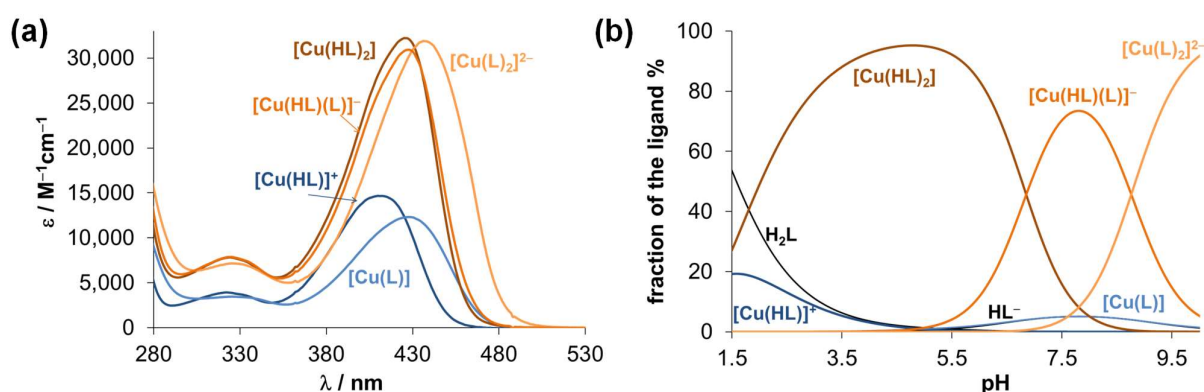 (a)
30,000
25,000
20,000
15,000
10,000
5,000
0
ε / M⁻¹cm⁻¹
[Cu(HL)₂]
[Cu(L)₂]²⁻
[Cu(HL)(L)]⁻
[Cu(HL)]⁺
[Cu(L)]
280 330 380 430 480 530
λ / nm
(b)
100
80
60
40
20
0
fraction of the ligand %
[Cu(L)₂]²⁻
[Cu(HL)₂]
[Cu(HL)(L)]⁻
H₂L
[Cu(HL)]⁺
HL⁻
[Cu(L)]
1.5 3.5 5.5 7.5 9.5
pH